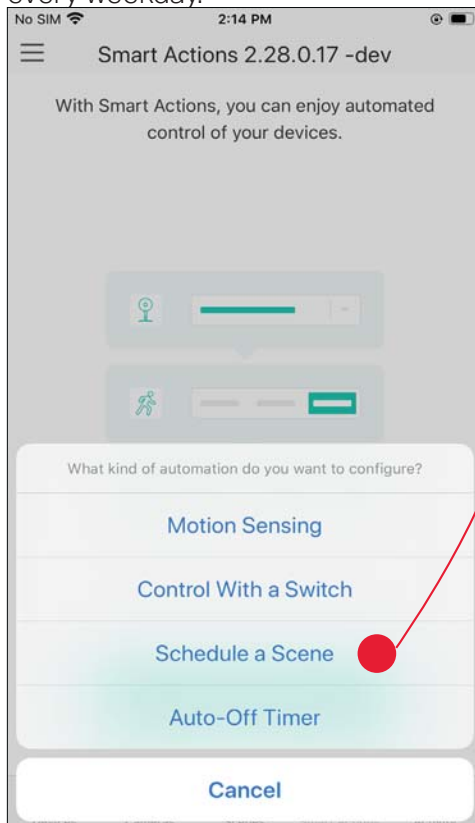 every weekday.
No SIM 2:14 PM
Smart Actions 2.28.0.17 -dev
With Smart Actions, you can enjoy automated
control of your devices.
What kind of automation do you want to configure?
Motion Sensing
Control With a Switch
Schedule a Scene
Auto-Off Timer
Cancel